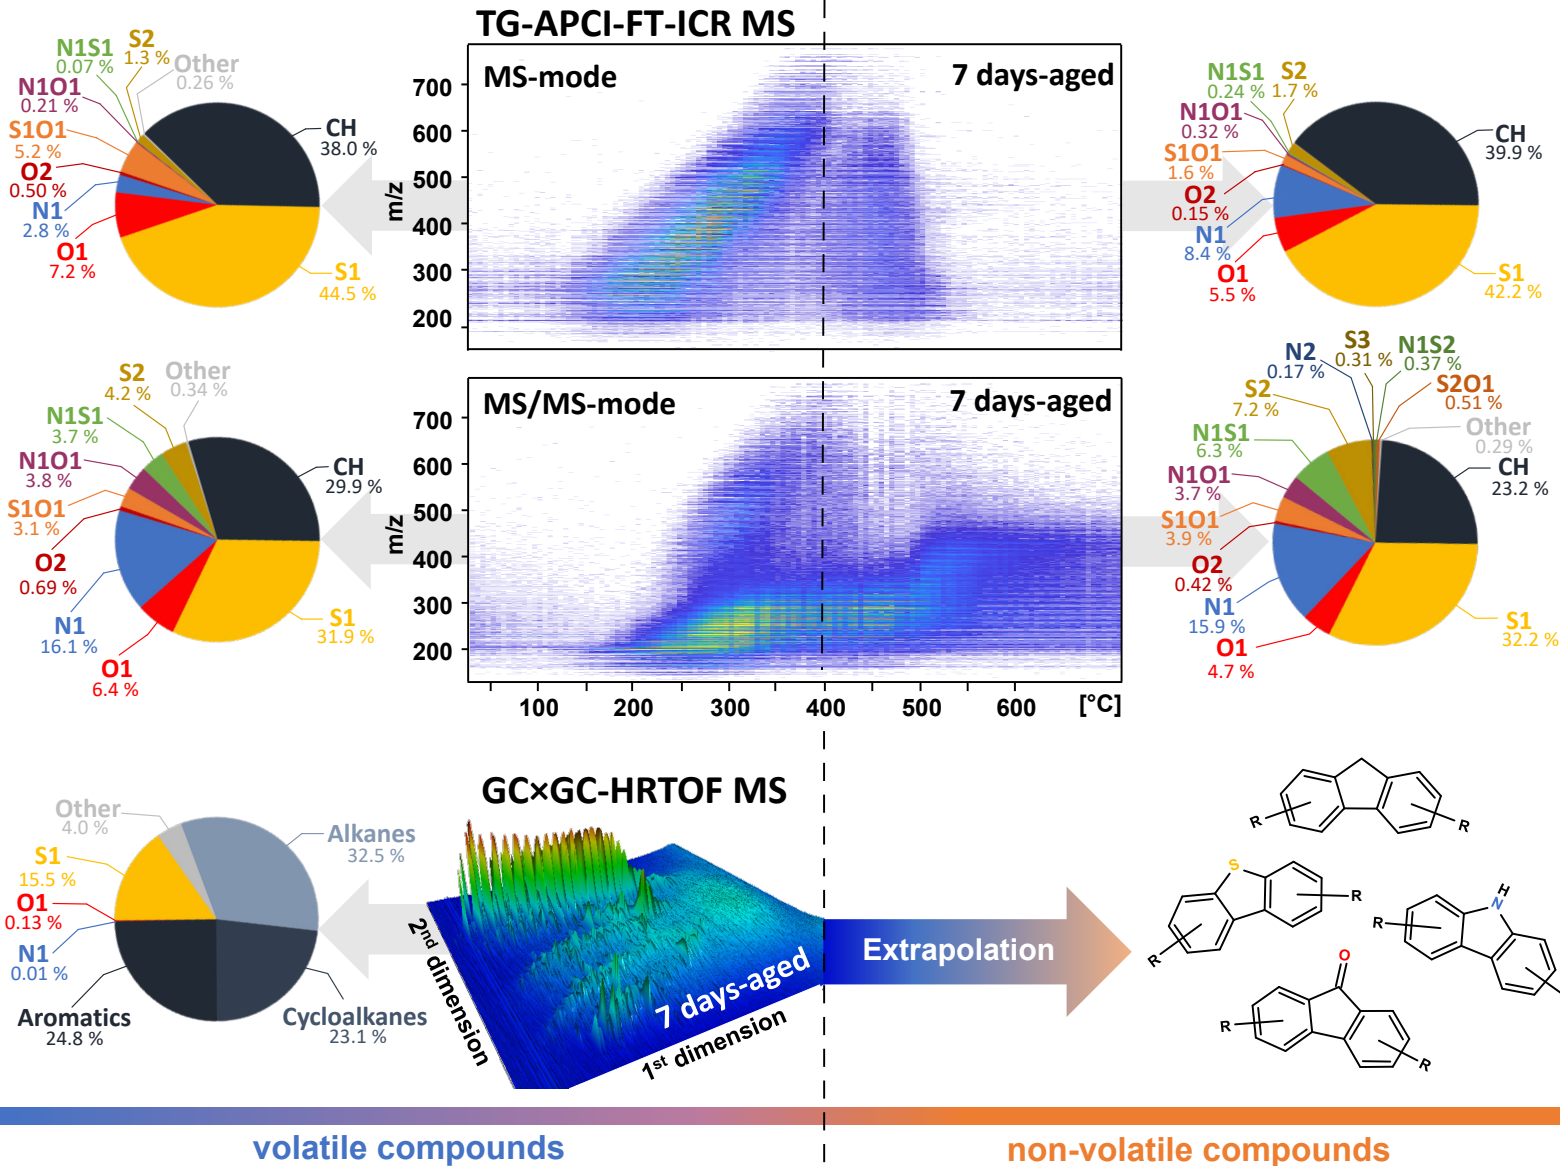 TG-APCI-FT-ICR MS
S2
1.3 %
N1S1
0.07 %
Other
0.26 %
N1O1
0.21 %
S1O1
5.2 %
O2
0.50 %
N1
2.8 %
O1
7.2 %
CH
38.0 %
S1
44.5 %
MS-mode
7 days-aged
m/z
700
600
500
400
300
200
N1S1
0.24 %
S2
1.7 %
N1O1
0.32 %
S1O1
1.6 %
O2
0.15 %
N1
8.4 %
O1
5.5 %
CH
39.9 %
S1
42.2 %
S2
4.2 %
Other
0.34 %
N1S1
3.7 %
N1O1
3.8 %
S1O1
3.1 %
O2
0.69 %
N1
16.1 %
O1
6.4 %
CH
29.9 %
S1
31.9 %
MS/MS-mode
7 days-aged
m/z
700
600
500
400
300
200
100
200
300
400
500
600
[°C]
N2
0.17 %
S3
0.31 %
N1S2
0.37 %
S2O1
0.51 %
Other
0.29 %
S2
7.2 %
N1S1
6.3 %
N1O1
3.7 %
S1O1
3.9 %
O2
0.42 %
N1
15.9 %
O1
4.7 %
CH
23.2 %
S1
32.2 %
GC×GC-HRTOF MS
Other
4.0 %
S1
15.5 %
O1
0.13 %
N1
0.01 %
Aromatics
24.8 %
Alkanes
32.5 %
Cycloalkanes
23.1 %
2nd dimension
7 days-aged
1st dimension
Extrapolation
R
R
S
R
R
H
N
R
O
R
R
volatile compounds
non-volatile compounds